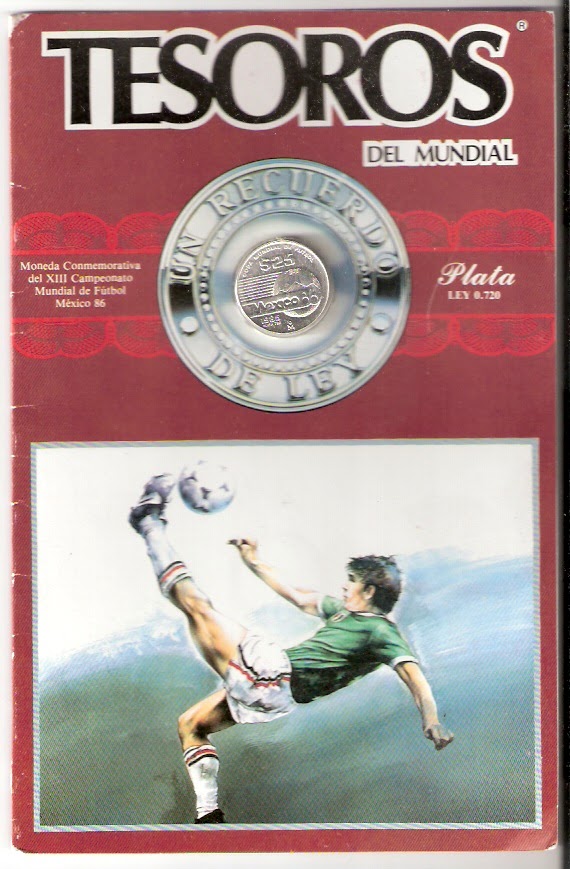 TESOROS®
DEL MUNDIAL
UN RECUERDO
DE LEY
Moneda Conmemorativa
del XIII Campeonato
Mundial de Fútbol
México 86
Plata
LEY 0.720
$25
Mexico 86
1985